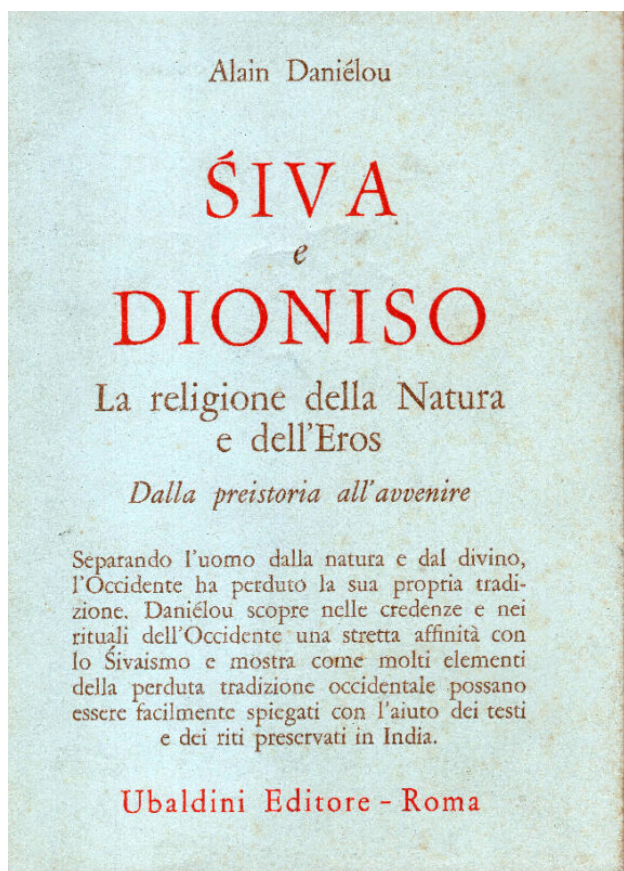 Alain Daniélou
ŚIVA
e
DIONISO
La religione della Natura
e dell'Eros
Dalla preistoria all'avvenire
Separando l'uomo dalla natura e dal divino,
l'Occidente ha perduto la sua propria tradi-
zione. Daniélou scopre nelle credenze e nei
rituali dell'Occidente una stretta affinità con
lo Śivaismo e mostra come molti elementi
della perduta tradizione occidentale possano
essere facilmente spiegati con l'aiuto dei testi
e dei riti preservati in India.
Ubaldini Editore - Roma